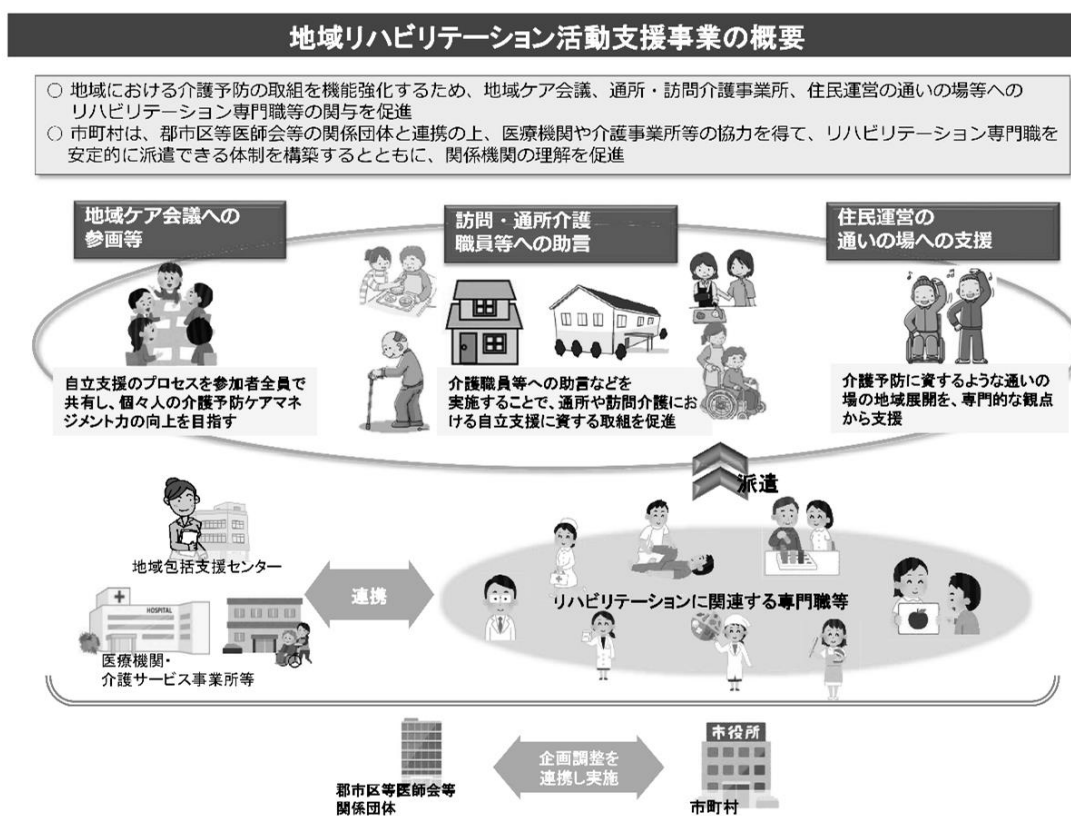 地域リハビリテーション活動支援事業の概要
○ 地域における介護予防の取組を機能強化するため、地域ケア会議、通所・訪問介護事業所、住民運営の通いの場等への
リハビリテーション専門職等の関与を促進
○ 市町村は、郡市区等医師会等の関係団体と連携の上、医療機関や介護事業所等の協力を得て、リハビリテーション専門職を
安定的に派遣できる体制を構築するとともに、関係機関の理解を促進
地域ケア会議への
参画等
訪問・通所介護
職員等への助言
住民運営の
通いの場への支援
自立支援のプロセスを参加者全員で
共有し、個々人の介護予防ケアマネ
ジメント力の向上を目指す
介護職員等への助言などを
実施することで、通所や訪問介護にお
ける自立支援に資する取組を促進
介護予防に資するような通いの
場の地域展開を、専門的な観点
から支援
派遣
地域包括支援センター
連携
リハビリテーションに関連する専門職等
HOSPITAL
医療機関・
介護サービス事業所等
郡市区等医師会等
関係団体
企画調整を
連携し実施
市役所
市町村